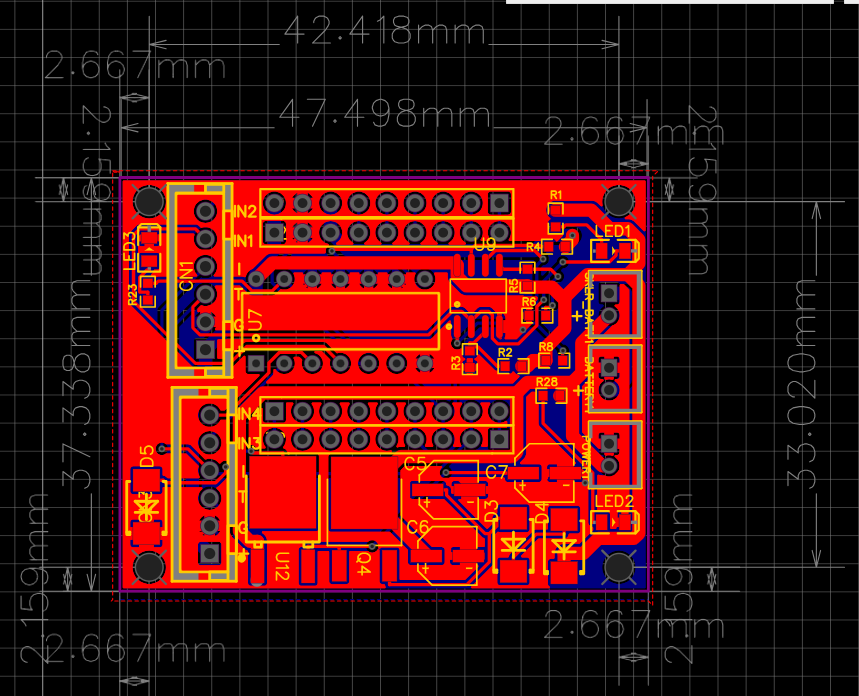 42.418mm
2.667mm
47.498mm
2.667mm
2.159mm
2.159mm
R1
IN2
IN1
LED3
LED1
R4
U9
CN1
I
T
G
+
R23
R5
R6
U7
+
R3
R2
R8
BATTERY
R28
+
37.338mm
33.020mm
IN4
IN3
D5
I
T
G
+
C5
C7
POWER
LED2
D3
D4
C6
U12
Q4
2.159mm
2.159mm
2.667mm
2.667mm